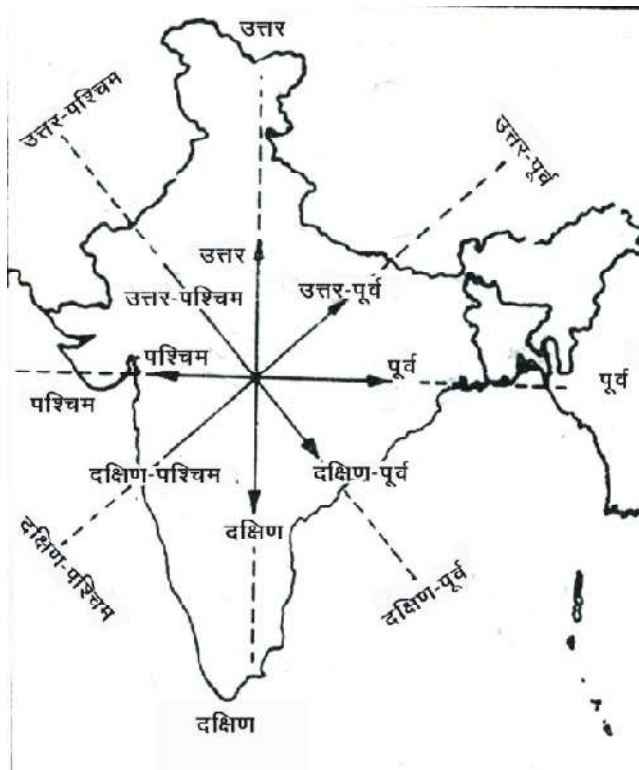 उत्तर
उत्तर-पश्चिम
उत्तर-पूर्व
उत्तर
उत्तर-पूर्व
उत्तर-पश्चिम
पश्चिम
पूर्व
पूर्व
पश्चिम
दक्षिण-पश्चिम
दक्षिण-पूर्व
दक्षिण
दक्षिण-पश्चिम
दक्षिण-पूर्व
दक्षिण